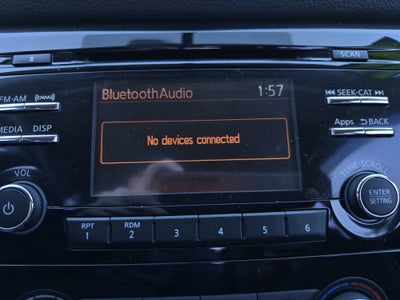 SCAN
FM-AM
SEEK-CAT
MEDIA DISP
Apps BACK
BluetoothAudio 1:57
No devices connected
VOL
TUNE-SCROLL
ENTER
SETTING
RPT RDM
1 2 3 4 5 6